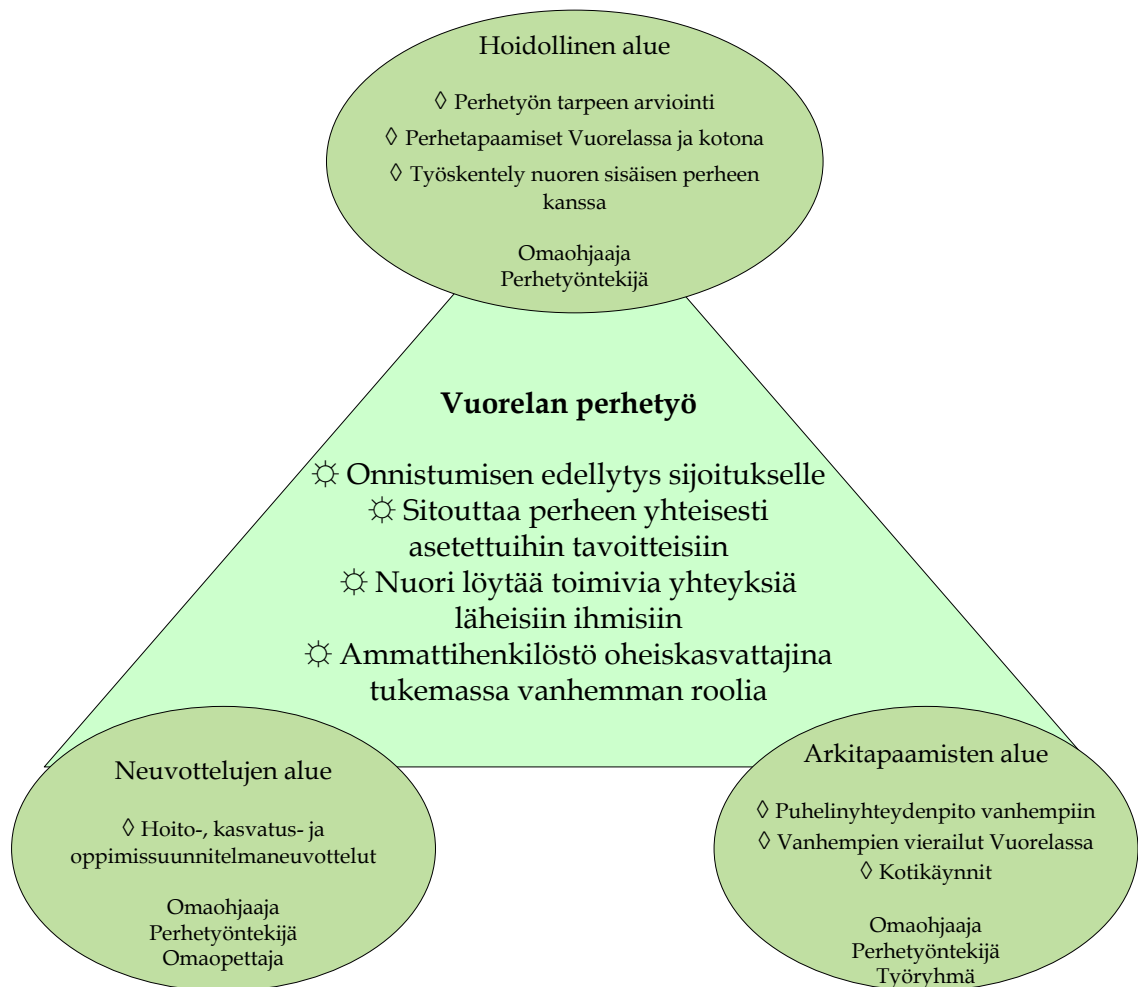 Hoidollinen alue
◊ Perhetyön tarpeen arviointi
◊ Perhetapaamiset Vuorelassa ja kotona
◊ Työskentely nuoren sisäisen perheen
kanssa
Omaohjaaja
Perhetyöntekijä
Vuorelan perhetyö
☼ Onnistumisen edellytys sijoitukselle
☼ Sitouttaa perheen yhteisesti
asetettuihin tavoitteisiin
☼ Nuori löytää toimivia yhteyksiä
läheisiin ihmisiin
☼ Ammattihenkilöstö oheiskasvattajina
tukemassa vanhemman roolia
Neuvottelujen alue
◊ Hoito-, kasvatus- ja
oppimissuunnitelmaneuvottelut
Omaohjaaja
Perhetyöntekijä
Omaopettaja
Arkitapaamisten alue
◊ Puhelinyhteydenpito vanhempiin
◊ Vanhempien vierailut Vuorelassa
◊ Kotikäynnit
Omaohjaaja
Perhetyöntekijä
Työryhmä